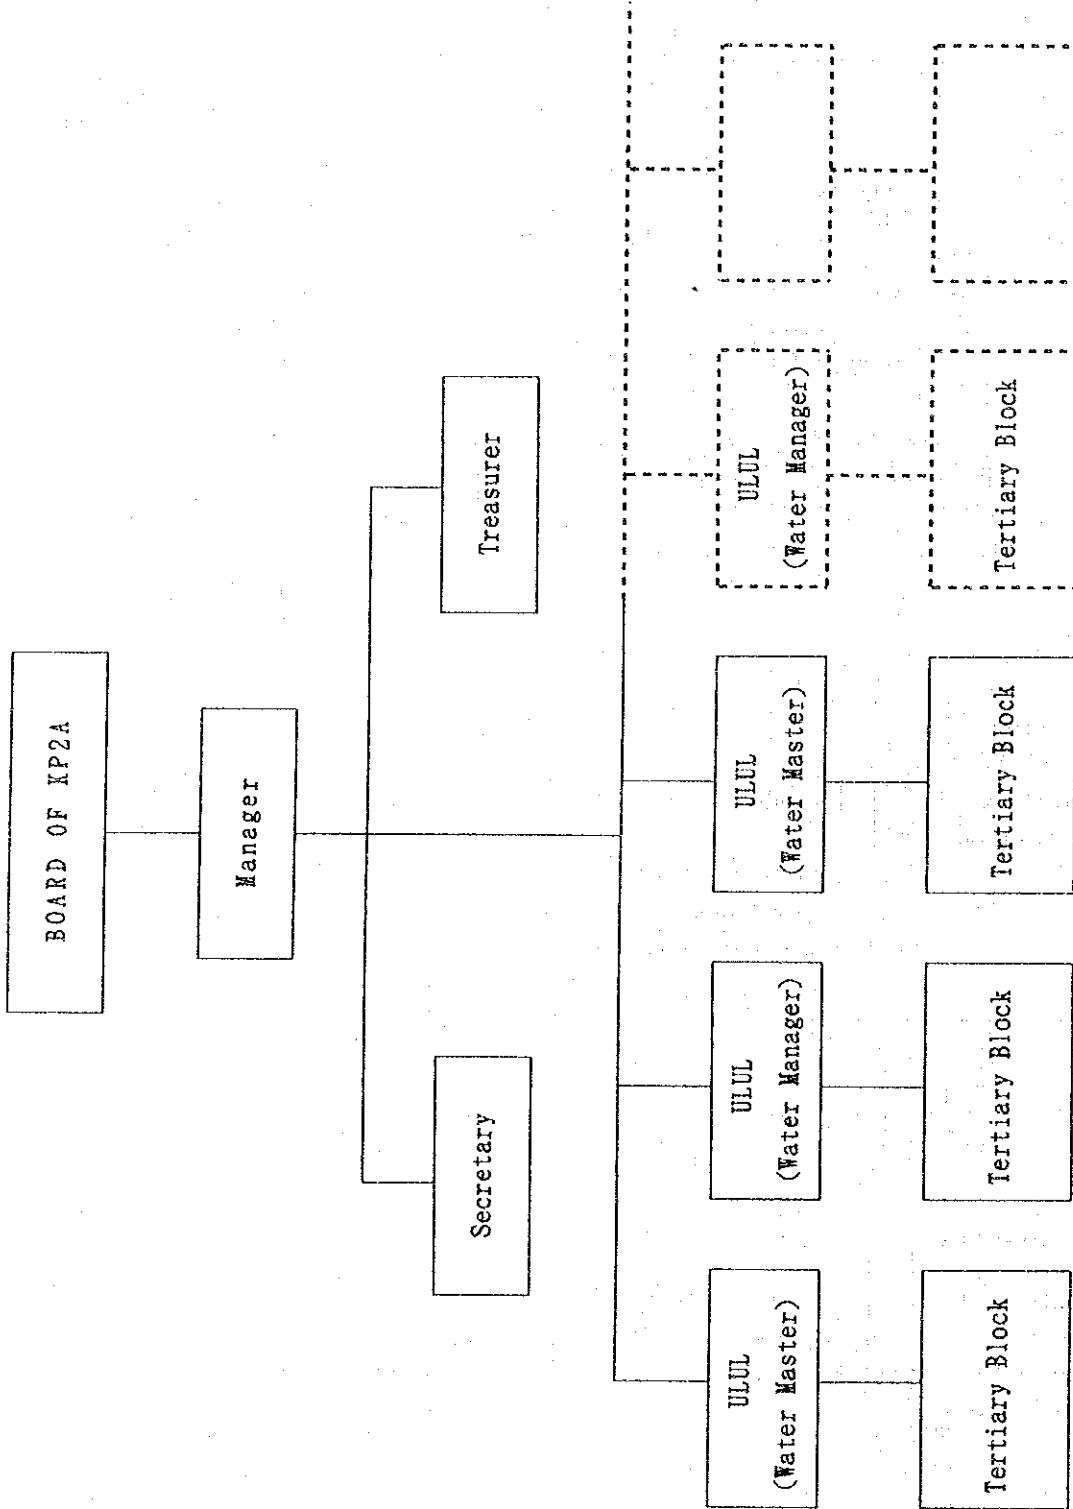 BOARD OF KP2A
Manager
Secretary
Treasurer
ULUL
(Water Master)
ULUL
(Water Manager)
ULUL
(Water Master)
ULUL
(Water Manager)
Tertiary Block
Tertiary Block
Tertiary Block
Tertiary Block